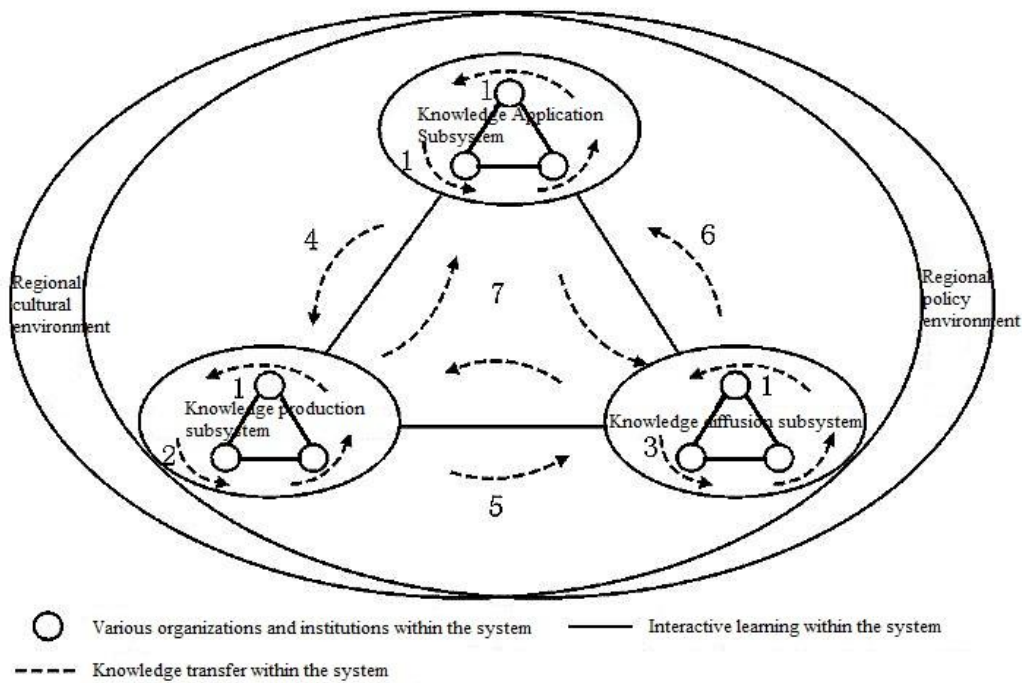 1
Knowledge Application
Subsystem
1
4
6
Regional
cultural
environment
Regional
policy
environment
7
1
Knowledge production
subsystem
2
1
Knowledge diffusion subsystem
3
5
Various organizations and institutions within the system
Interactive learning within the system
Knowledge transfer within the system